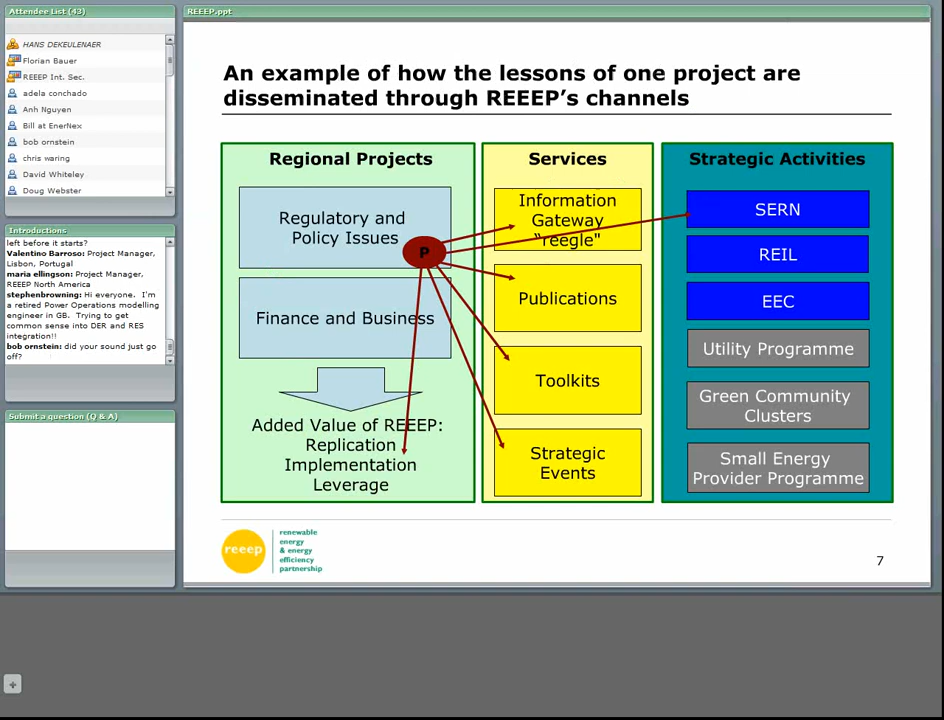 Attendee List (43)
HANS DEKEULENAER
Florian Bauer
REEEP Int. Sec.
adela conchado
Anh Nguyen
Bill at EnerNex
bob ornstein
chris waring
David Whiteley
Doug Webster
Introductions
left before it starts?
Valentino Barroso: Project Manager,
Lisbon, Portugal
maria ellingson: Project Manager,
REEEP North America
stephenbrowning: Hi everyone. I'm
a retired Power Operations modelling
engineer in GB. Trying to get
common sense into DER and RES
integration!!
bob ornstein: did your sound just go
off?
Submit a question (Q & A)
REEEP.ppt
An example of how the lessons of one project are
disseminated through REEEP's channels
Regional Projects
Regulatory and
Policy Issues
P
Finance and Business
Added Value of REEEP:
Replication
Implementation
Leverage
Services
Information
Gateway
"reegle"
Publications
Toolkits
Strategic
Events
Strategic Activities
SERN
REIL
EEC
Utility Programme
Green Community
Clusters
Small Energy
Provider Programme
reeep
renewable
energy
& energy
efficiency
partnership
7